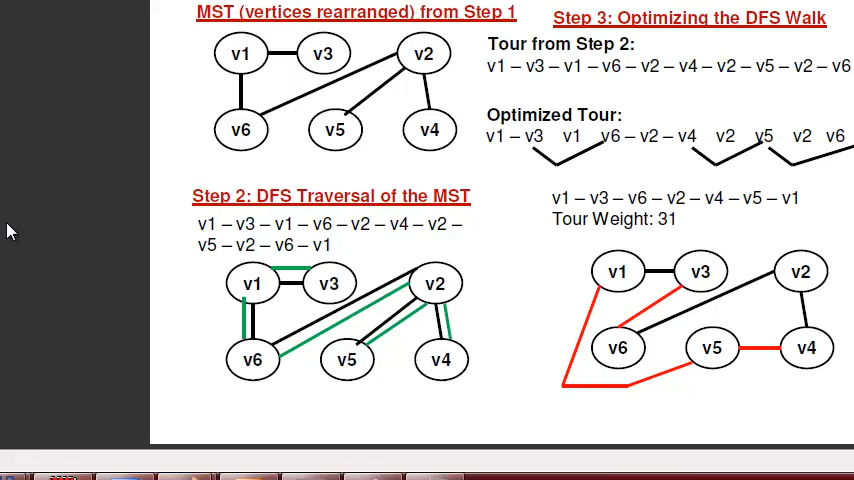 MST (vertices rearranged) from Step 1
v1 v3 v2
v6 v5 v4
Step 2: DFS Traversal of the MST
v1 – v3 – v1 – v6 – v2 – v4 – v2 –
v5 – v2 – v6 – v1
v1 v3 v2
v6 v5 v4
Step 3: Optimizing the DFS Walk
Tour from Step 2:
v1 – v3 – v1 – v6 – v2 – v4 – v2 – v5 – v2 – v6
Optimized Tour:
v1 – v3 v1 v6 – v2 – v4 v2 v5 v2 v6
v1 – v3 – v6 – v2 – v4 – v5 – v1
Tour Weight: 31
v1 v3 v2
v6 v5 v4